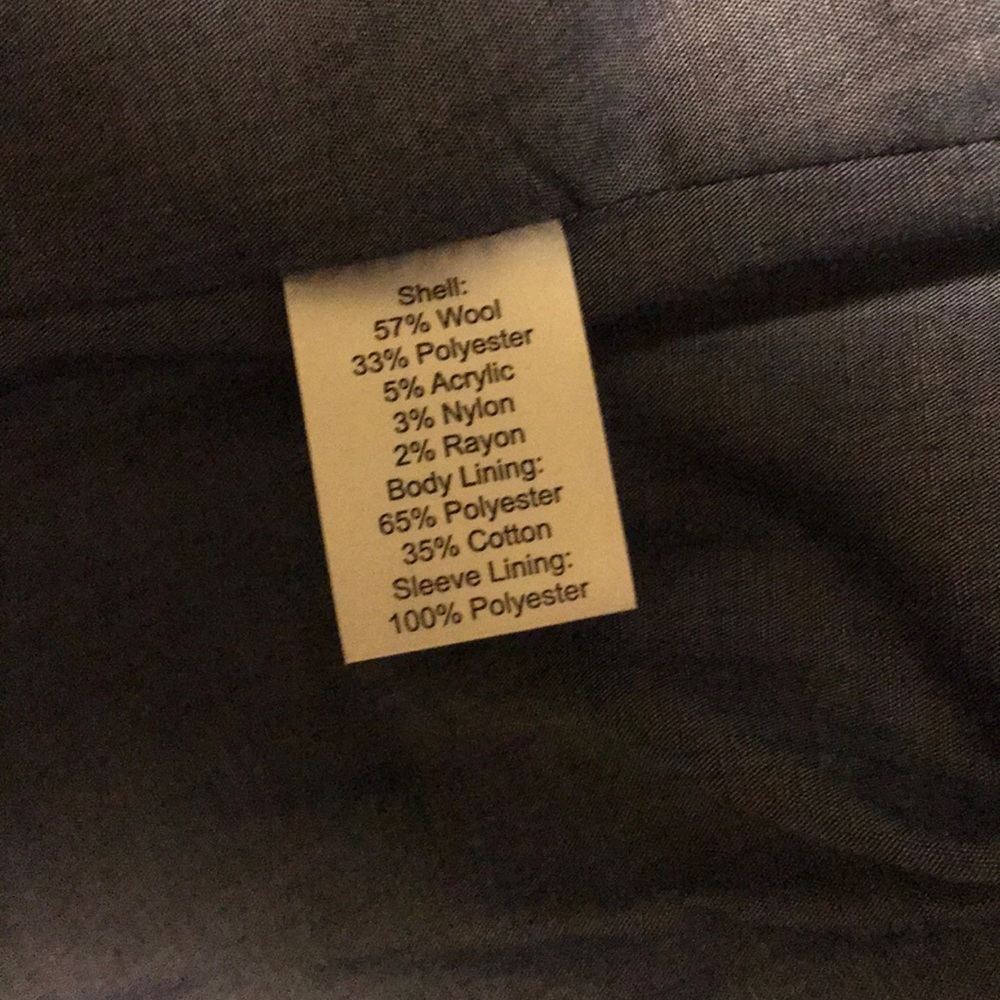 Shell:
57% Wool
33% Polyester
5% Acrylic
3% Nylon
2% Rayon
Body Lining:
65% Polyester
35% Cotton
Sleeve Lining:
100% Polyester